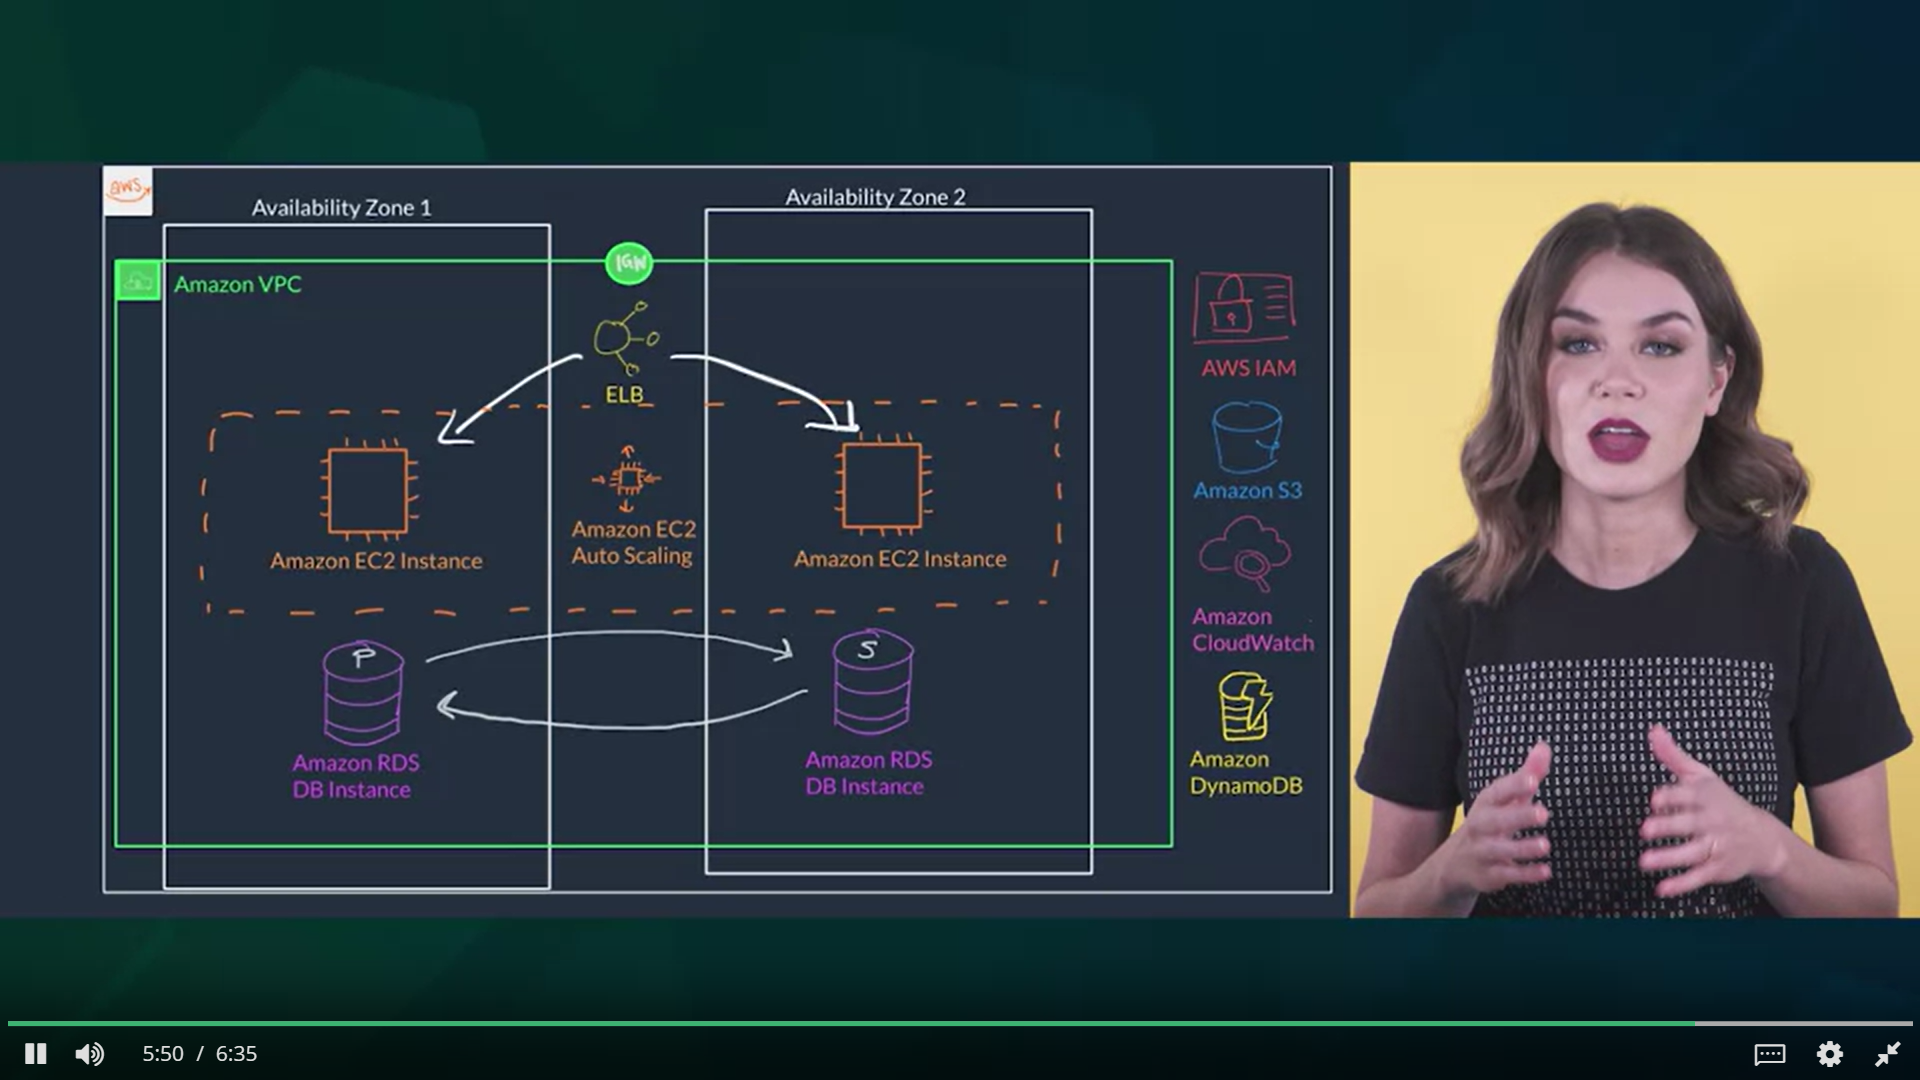 aws
Availability Zone 1
Availability Zone 2
IGW
Amazon VPC
ELB
AWS IAM
Amazon S3
Amazon EC2
Auto Scaling
Amazon EC2 Instance
Amazon EC2 Instance
Amazon
CloudWatch
P
S
Amazon RDS
DB Instance
Amazon RDS
DB Instance
Amazon
DynamoDB
5:50 / 6:35